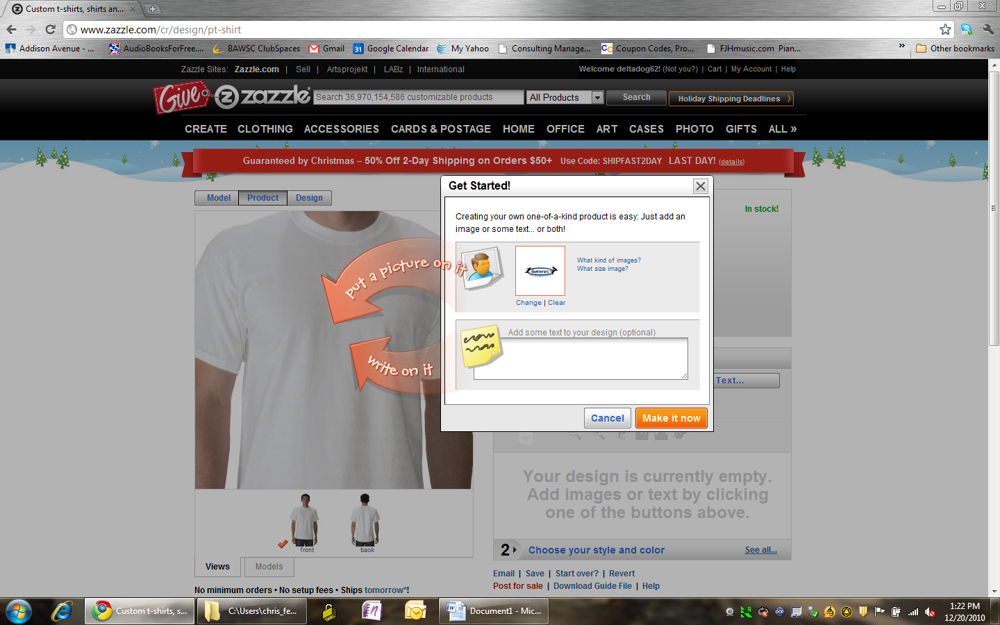 Custom t-shirts, shirts an...
www.zazzle.com/cr/design/pt-shirt
Addison Avenue - ... AudioBooksForFree.... BAWSC ClubSpaces Gmail 31 Google Calendar My Yahoo Consulting Manage... Coupon Codes, Pro... FJHmusic.com Pian... » Other bookmarks
Zazzle Sites: Zazzle.com | Sell | Artsprojekt | LABz | International
Welcome deltadog62! (Not you?) | Cart | My Account | Help
Give zazzle Search 36,970,154,586 customizable products All Products Search Holiday Shipping Deadlines
CREATE CLOTHING ACCESSORIES CARDS & POSTAGE HOME OFFICE ART CASES PHOTO GIFTS ALL »
Guaranteed by Christmas – 50% Off 2-Day Shipping on Orders $50+ Use Code: SHIPFAST2DAY LAST DAY! (details)
Model Product Design
put a picture on it
write on it
Get Started!
Creating your own one-of-a-kind product is easy: Just add an
image or some text... or both!
BAWSC
What kind of images?
What size image?
Change | Clear
Add some text to your design (optional)
Cancel Make it now
In stock!
Text...
Your design is currently empty.
Add images or text by clicking
one of the buttons above.
front back
2 Choose your style and color See all...
Views Models
Email | Save | Start over? | Revert
Post for sale | Download Guide File | Help
No minimum orders • No setup fees • Ships tomorrow*!
Custom t-shirts, s... C:\Users\chris_fe... Document1 - Mic...
1:22 PM
12/20/2010